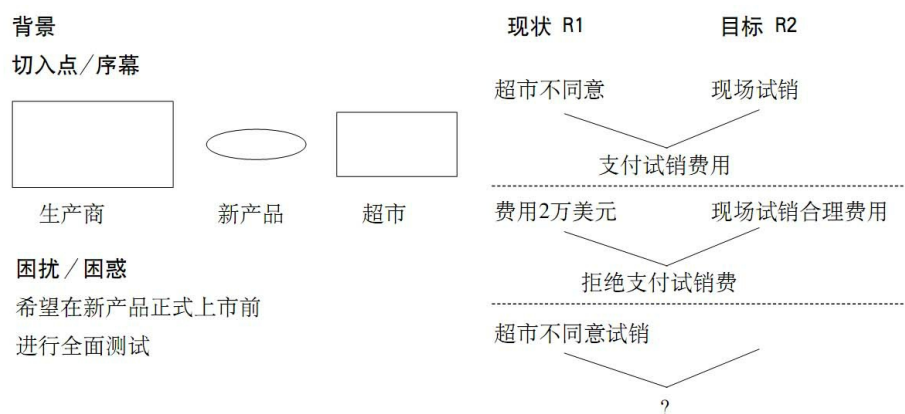 背景
切入点/序幕
生产商
新产品
超市
困扰/困惑
希望在新产品正式上市前
进行全面测试
现状 R1
目标 R2
超市不同意
现场试销
支付试销费用
费用2万美元
现场试销合理费用
拒绝支付试销费
超市不同意试销
?